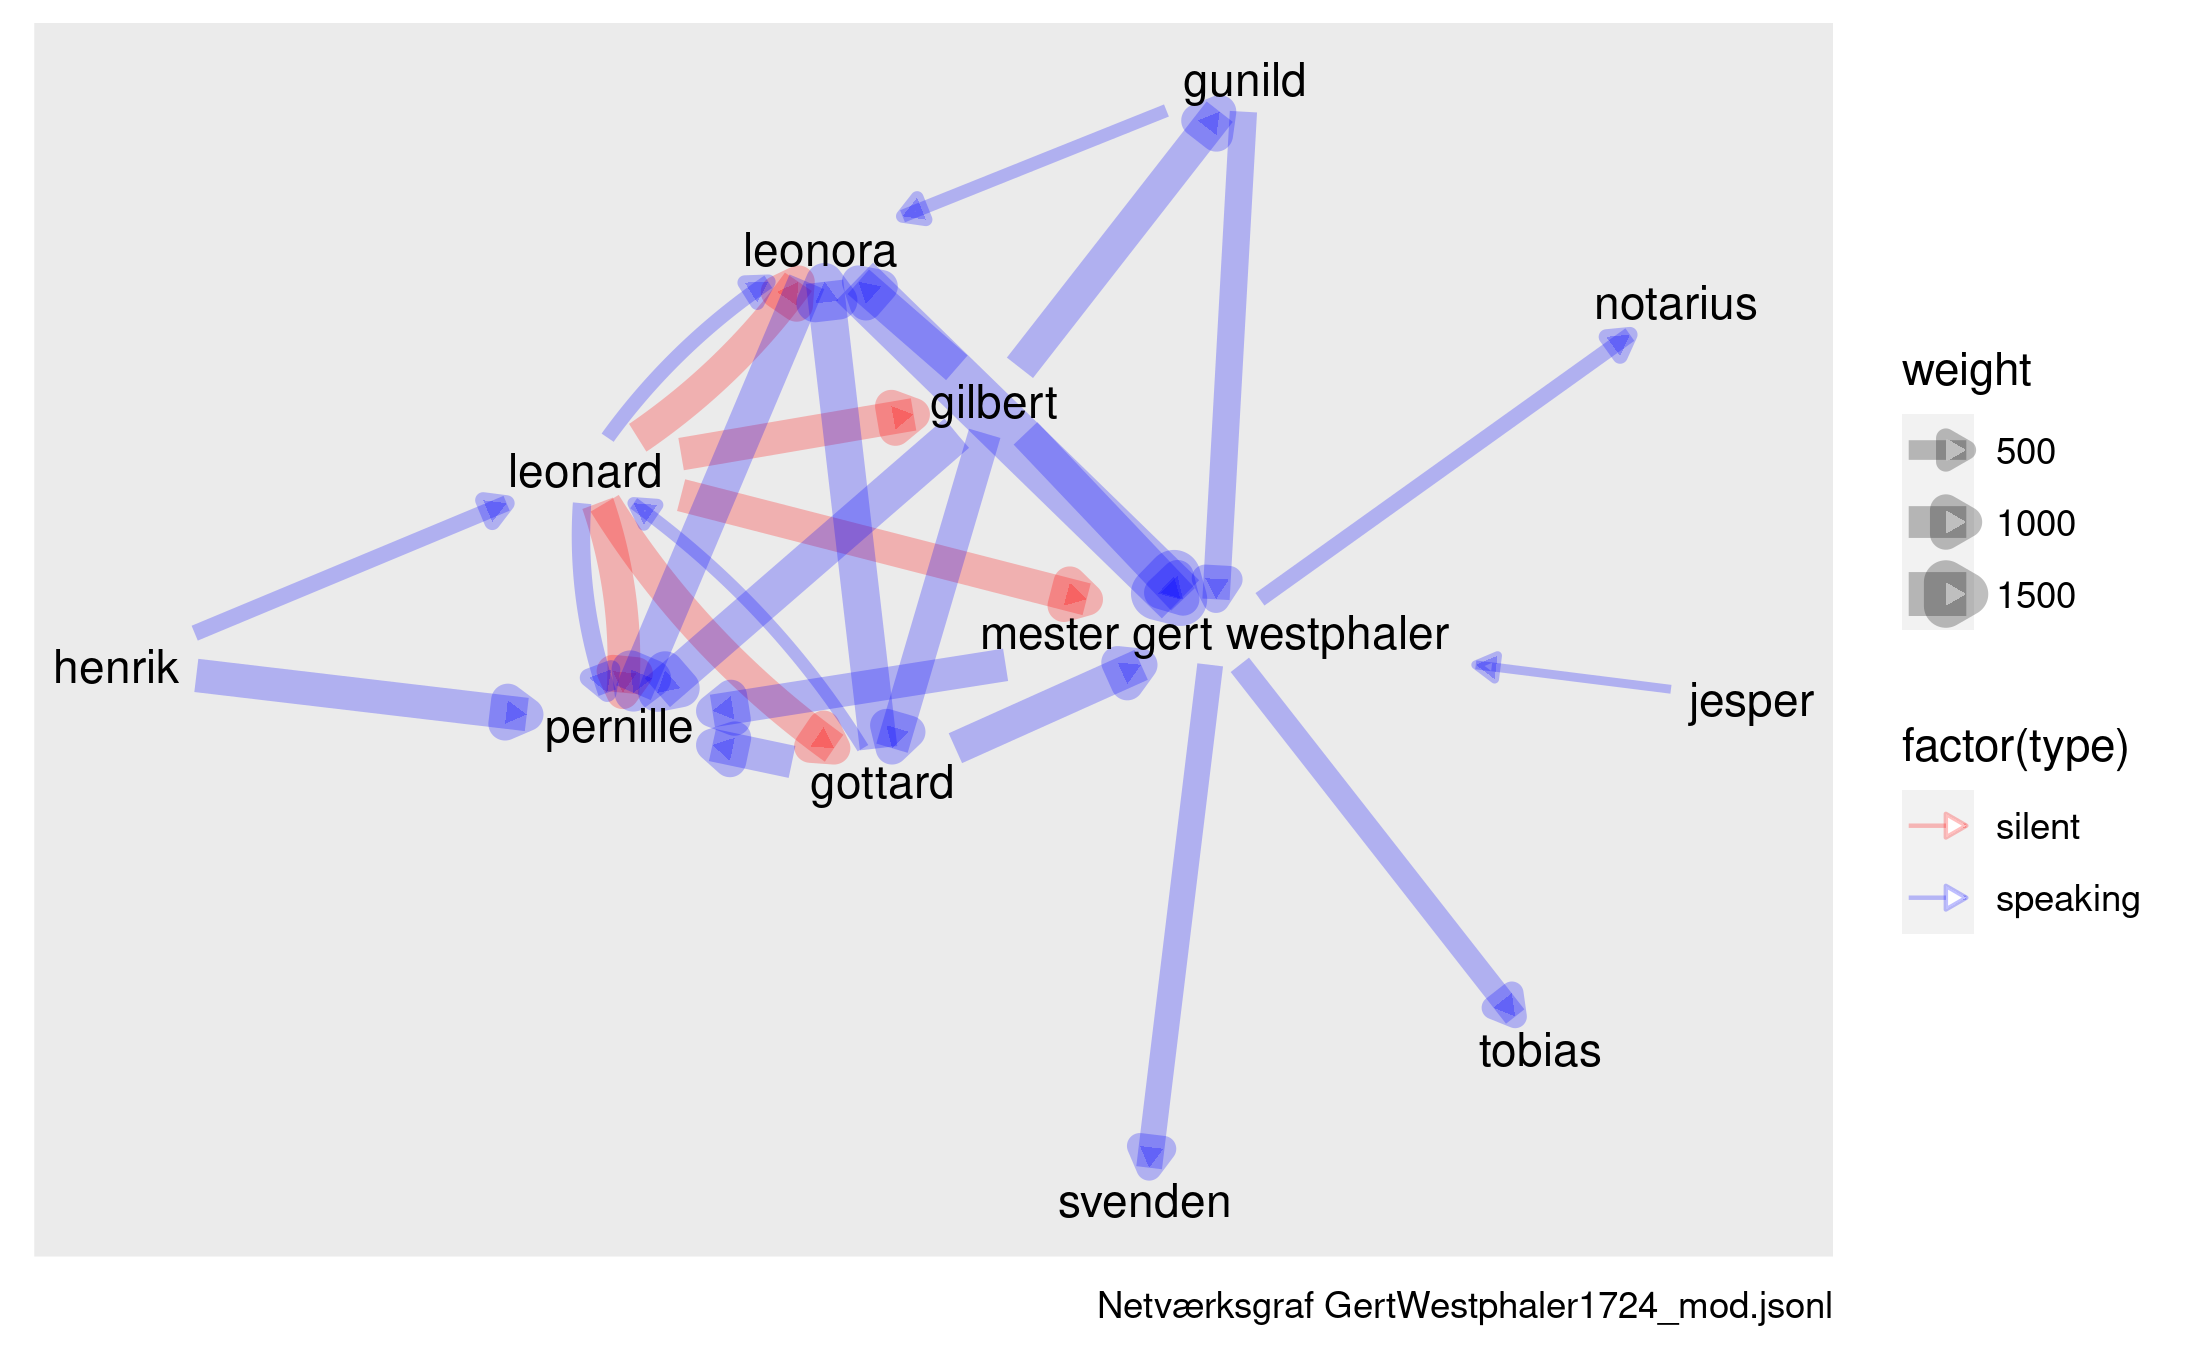 gunild
leonora
notarius
gilbert
leonard
mester gert westphaler
henrik
pernille
jesper
gottard
tobias
svenden
weight
500
1000
1500
factor(type)
silent
speaking
Netværksgraf GertWestphaler1724_mod.jsonl